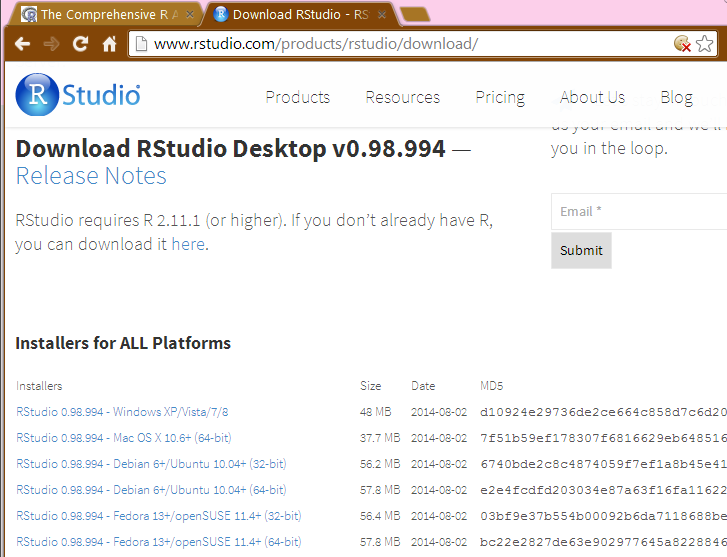 The Comprehensive R A
Download RStudio - RS
www.rstudio.com/products/rstudio/download/
R Studio
Products
Resources
Pricing
About Us
Blog
Download RStudio Desktop v0.98.994 —
Release Notes
RStudio requires R 2.11.1 (or higher). If you don't already have R,
you can download it here.
as your email and we'll
you in the loop.
Email *
Submit
Installers for ALL Platforms
Installers Size Date MD5
RStudio 0.98.994 - Windows XP/Vista/7/8 48 MB 2014-08-02 d10924e29736de2ce664c858d7c6d20
RStudio 0.98.994 - Mac OS X 10.6+ (64-bit) 37.7 MB 2014-08-02 7f51b59ef178307f6816629eb648516
RStudio 0.98.994 - Debian 6+/Ubuntu 10.04+ (32-bit) 56.2 MB 2014-08-02 6740bde2c8c4874059f7ef1a8b45e41
RStudio 0.98.994 - Debian 6+/Ubuntu 10.04+ (64-bit) 57.8 MB 2014-08-02 e2e4fcdfd203034e87a63f16fa11622
RStudio 0.98.994 - Fedora 13+/openSUSE 11.4+ (32-bit) 56.4 MB 2014-08-02 03bf9e37b554b00092b6da7118688be
RStudio 0.98.994 - Fedora 13+/openSUSE 11.4+ (64-bit) 57.8 MB 2014-08-02 bc22e2827de63e902977645a8228846